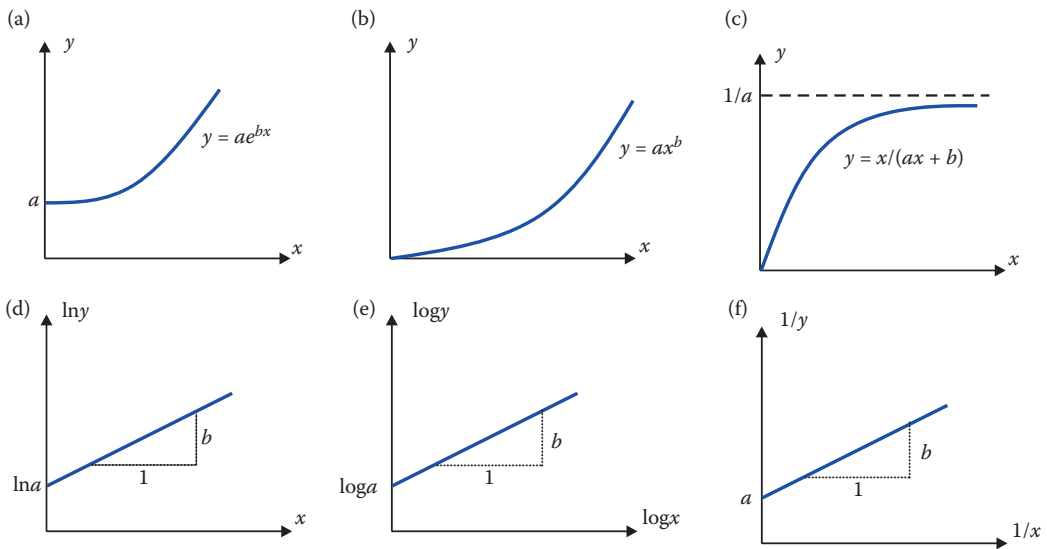 (a)
y
y = ae^{bx}
a
x
(b)
y
y = ax^b
x
(c)
y
1/a
y = x/(ax + b)
x
(d)
lny
b
1
lna
x
(e)
logy
b
1
loga
logx
(f)
1/y
b
1
a
1/x